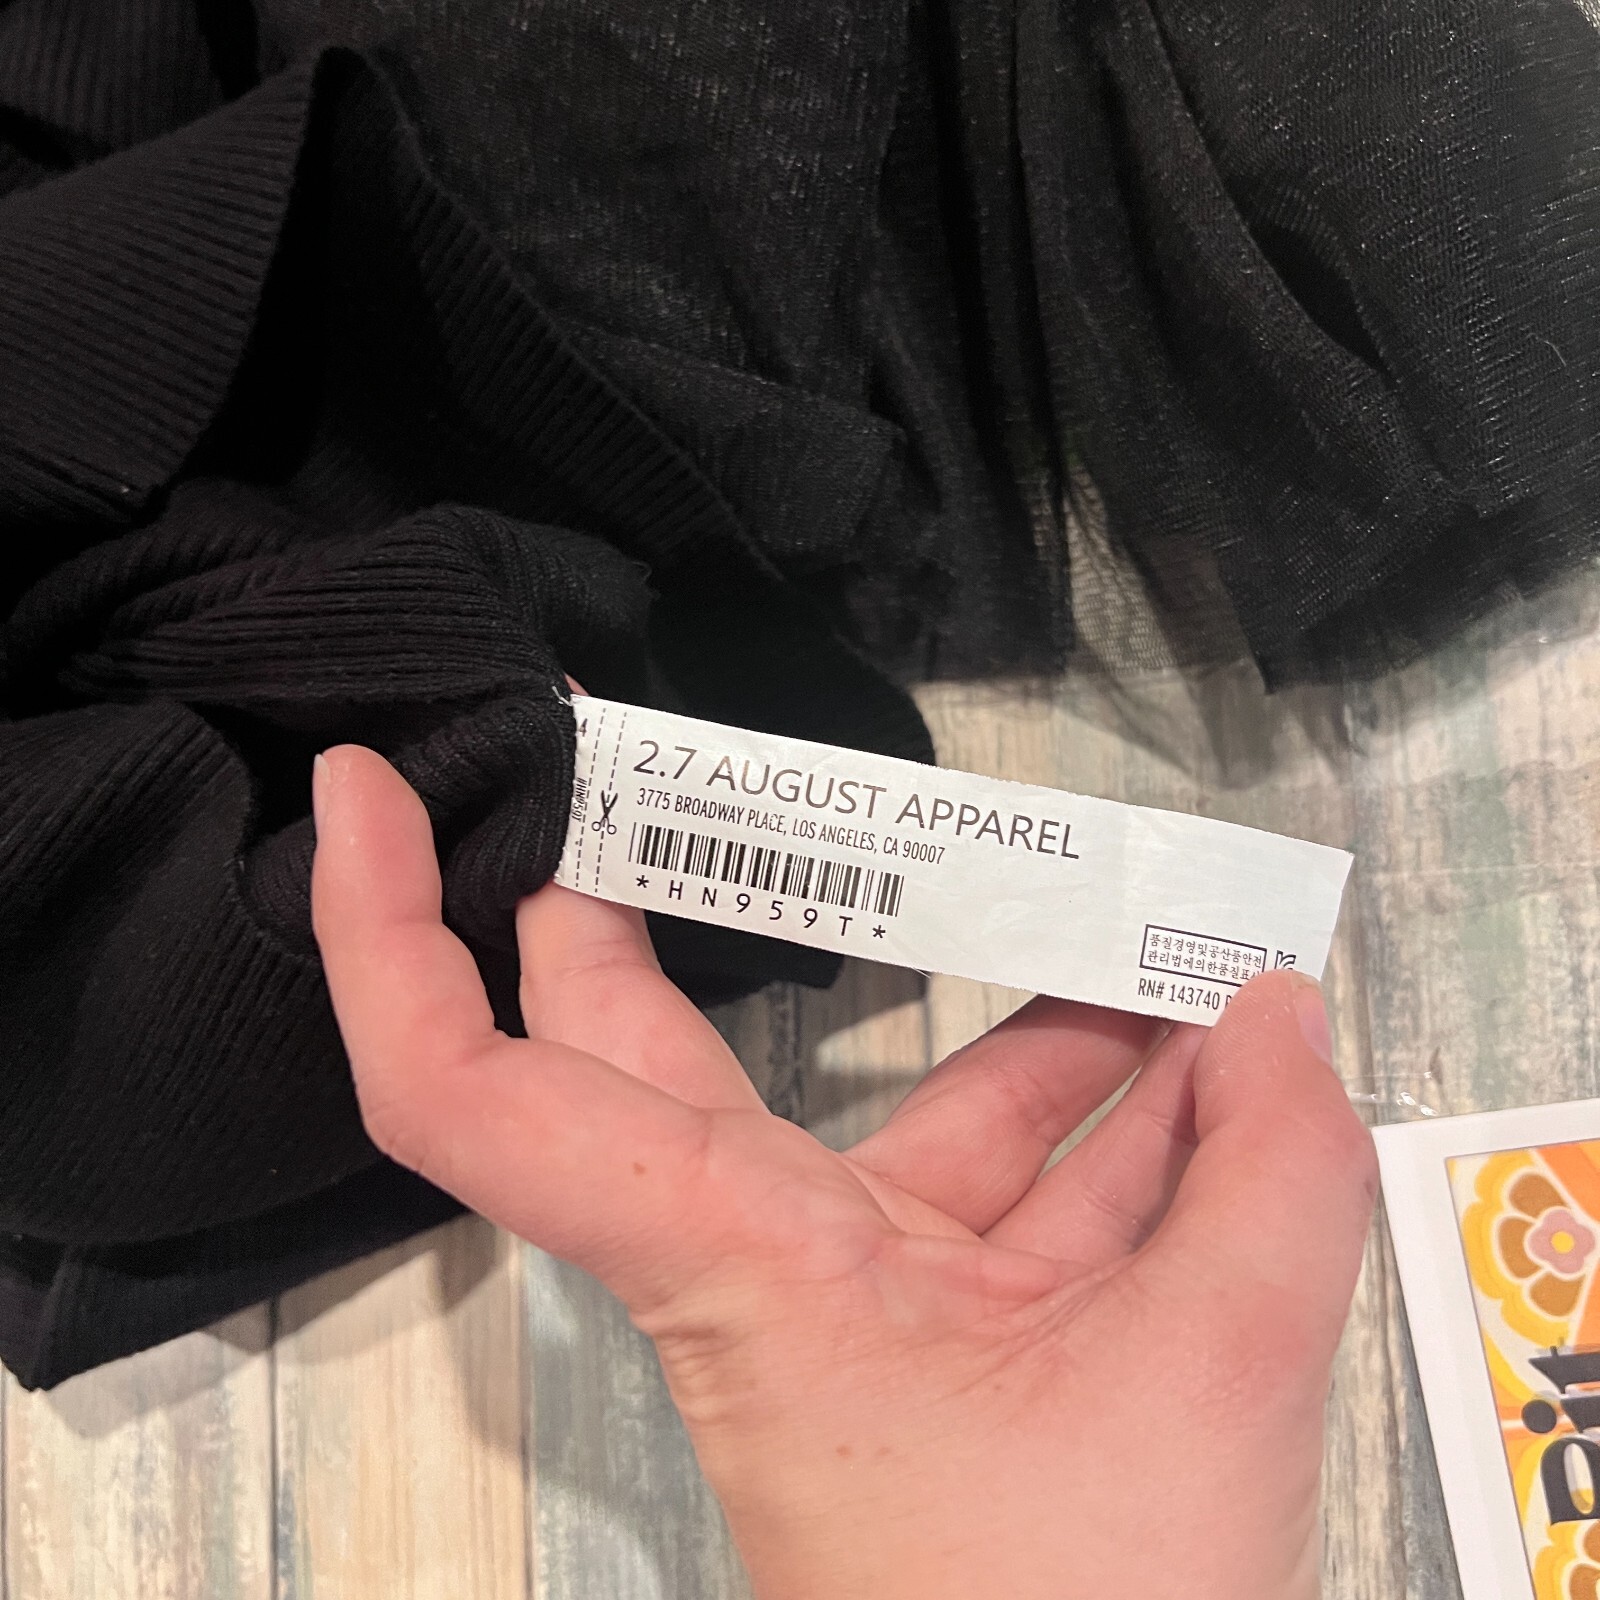 2.7 AUGUST APPAREL
3775 BROADWAY PLACE, LOS ANGELES, CA 90007
*HN959T*
품질경영및공산품안전
관리법에의한품질표시
RN# 143740